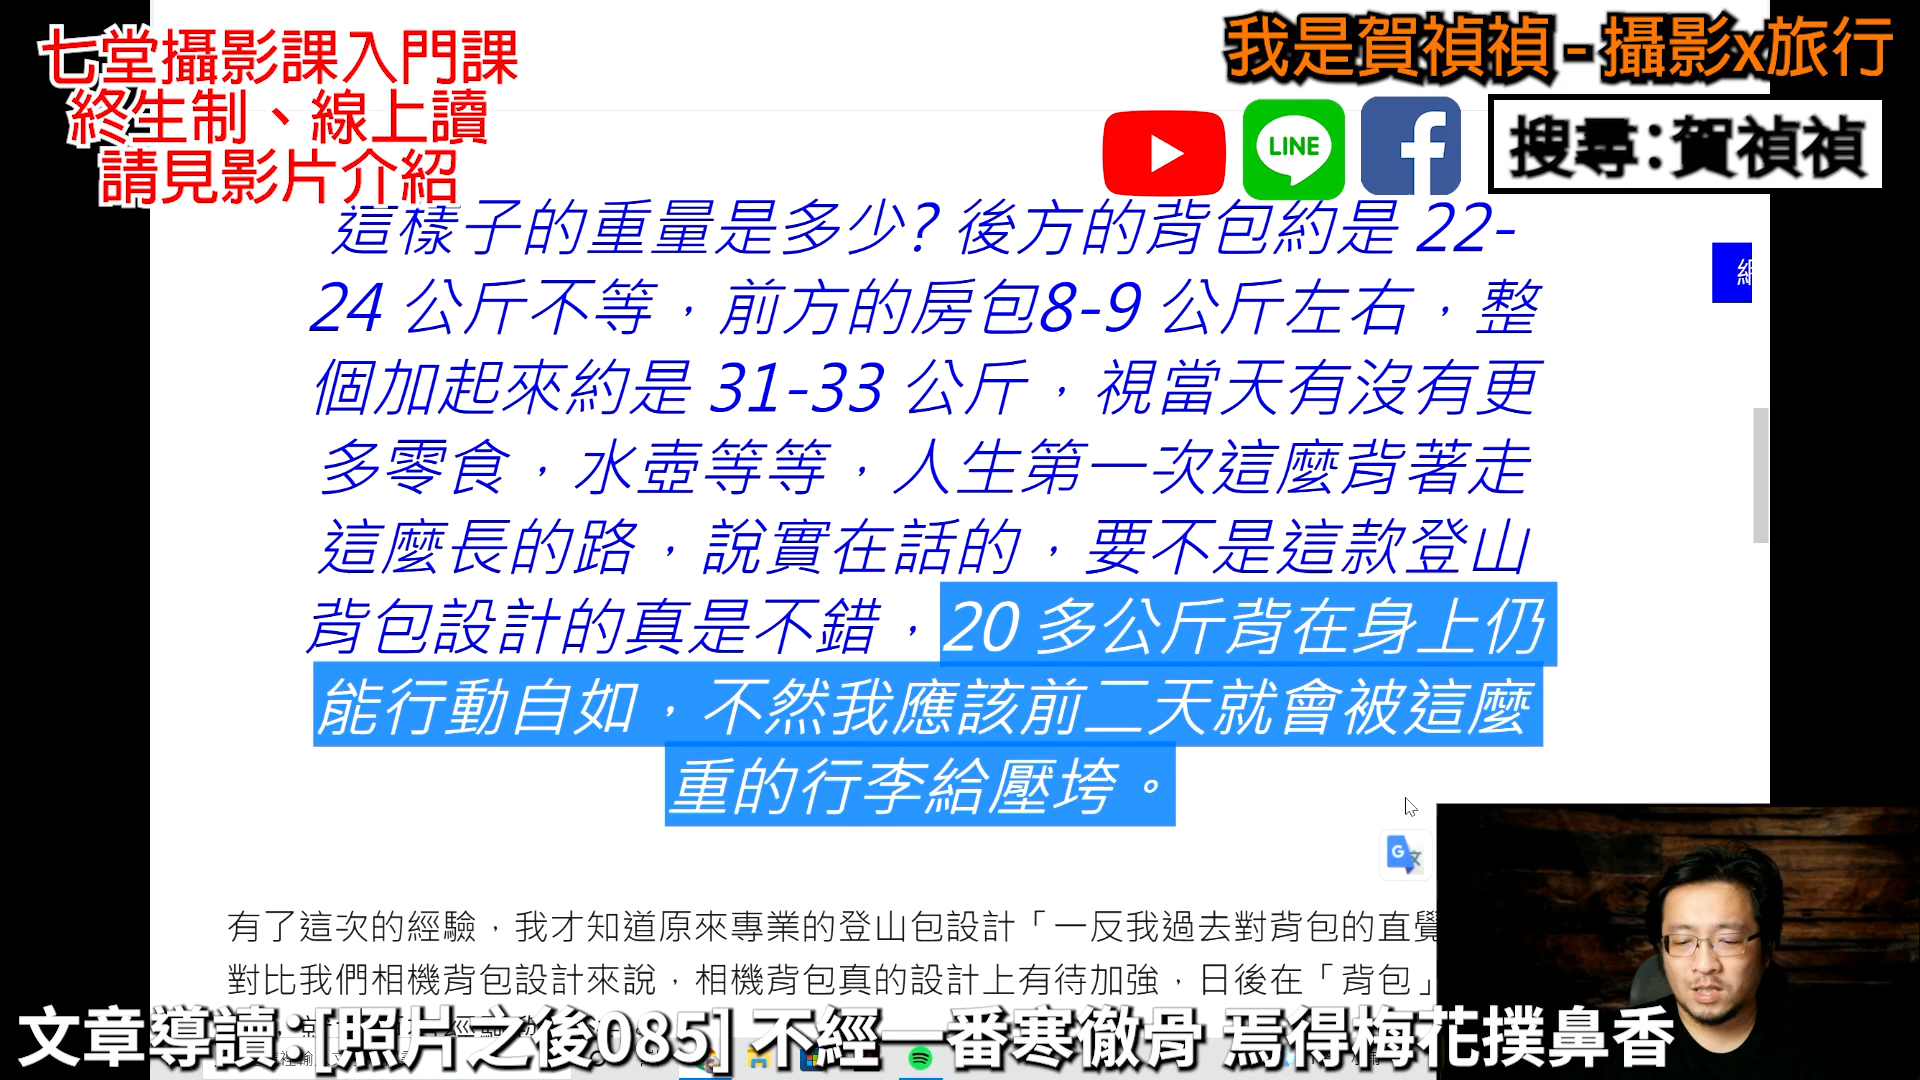 七堂攝影課入門課
終生制、線上讀
請見影片介紹
我是賀禎禎-攝影x旅行
LINE
搜尋:賀禎禎
這樣子的重量是多少? 後方的背包約是 22-
24 公斤不等，前方的房包8-9 公斤左右，整
個加起來約是 31-33 公斤，視當天有沒有更
多零食，水壺等等，人生第一次這麼背著走
這麼長的路，說實在話的，要不是這款登山
背包設計的真是不錯，20 多公斤背在身上仍
能行動自如，不然我應該前二天就會被這麼
重的行李給壓垮。
有了這次的經驗，我才知道原來專業的登山包設計「一反我過去對背包的直覺
對比我們相機背包設計來說，相機背包真的設計上有待加強，日後在「背包」
文章導讀:[照片之後085] 不經一番寒徹骨 焉得梅花撲鼻香